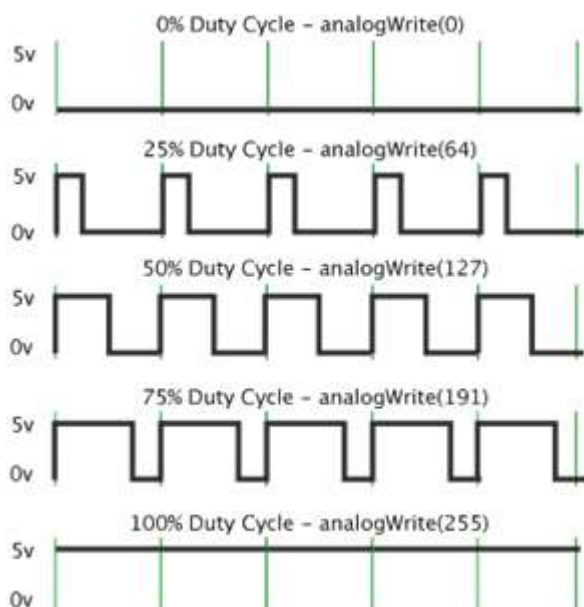 0% Duty Cycle – analogWrite(0)
5v
0v
25% Duty Cycle – analogWrite(64)
5v
0v
50% Duty Cycle – analogWrite(127)
5v
0v
75% Duty Cycle – analogWrite(191)
5v
0v
100% Duty Cycle – analogWrite(255)
5v
0v